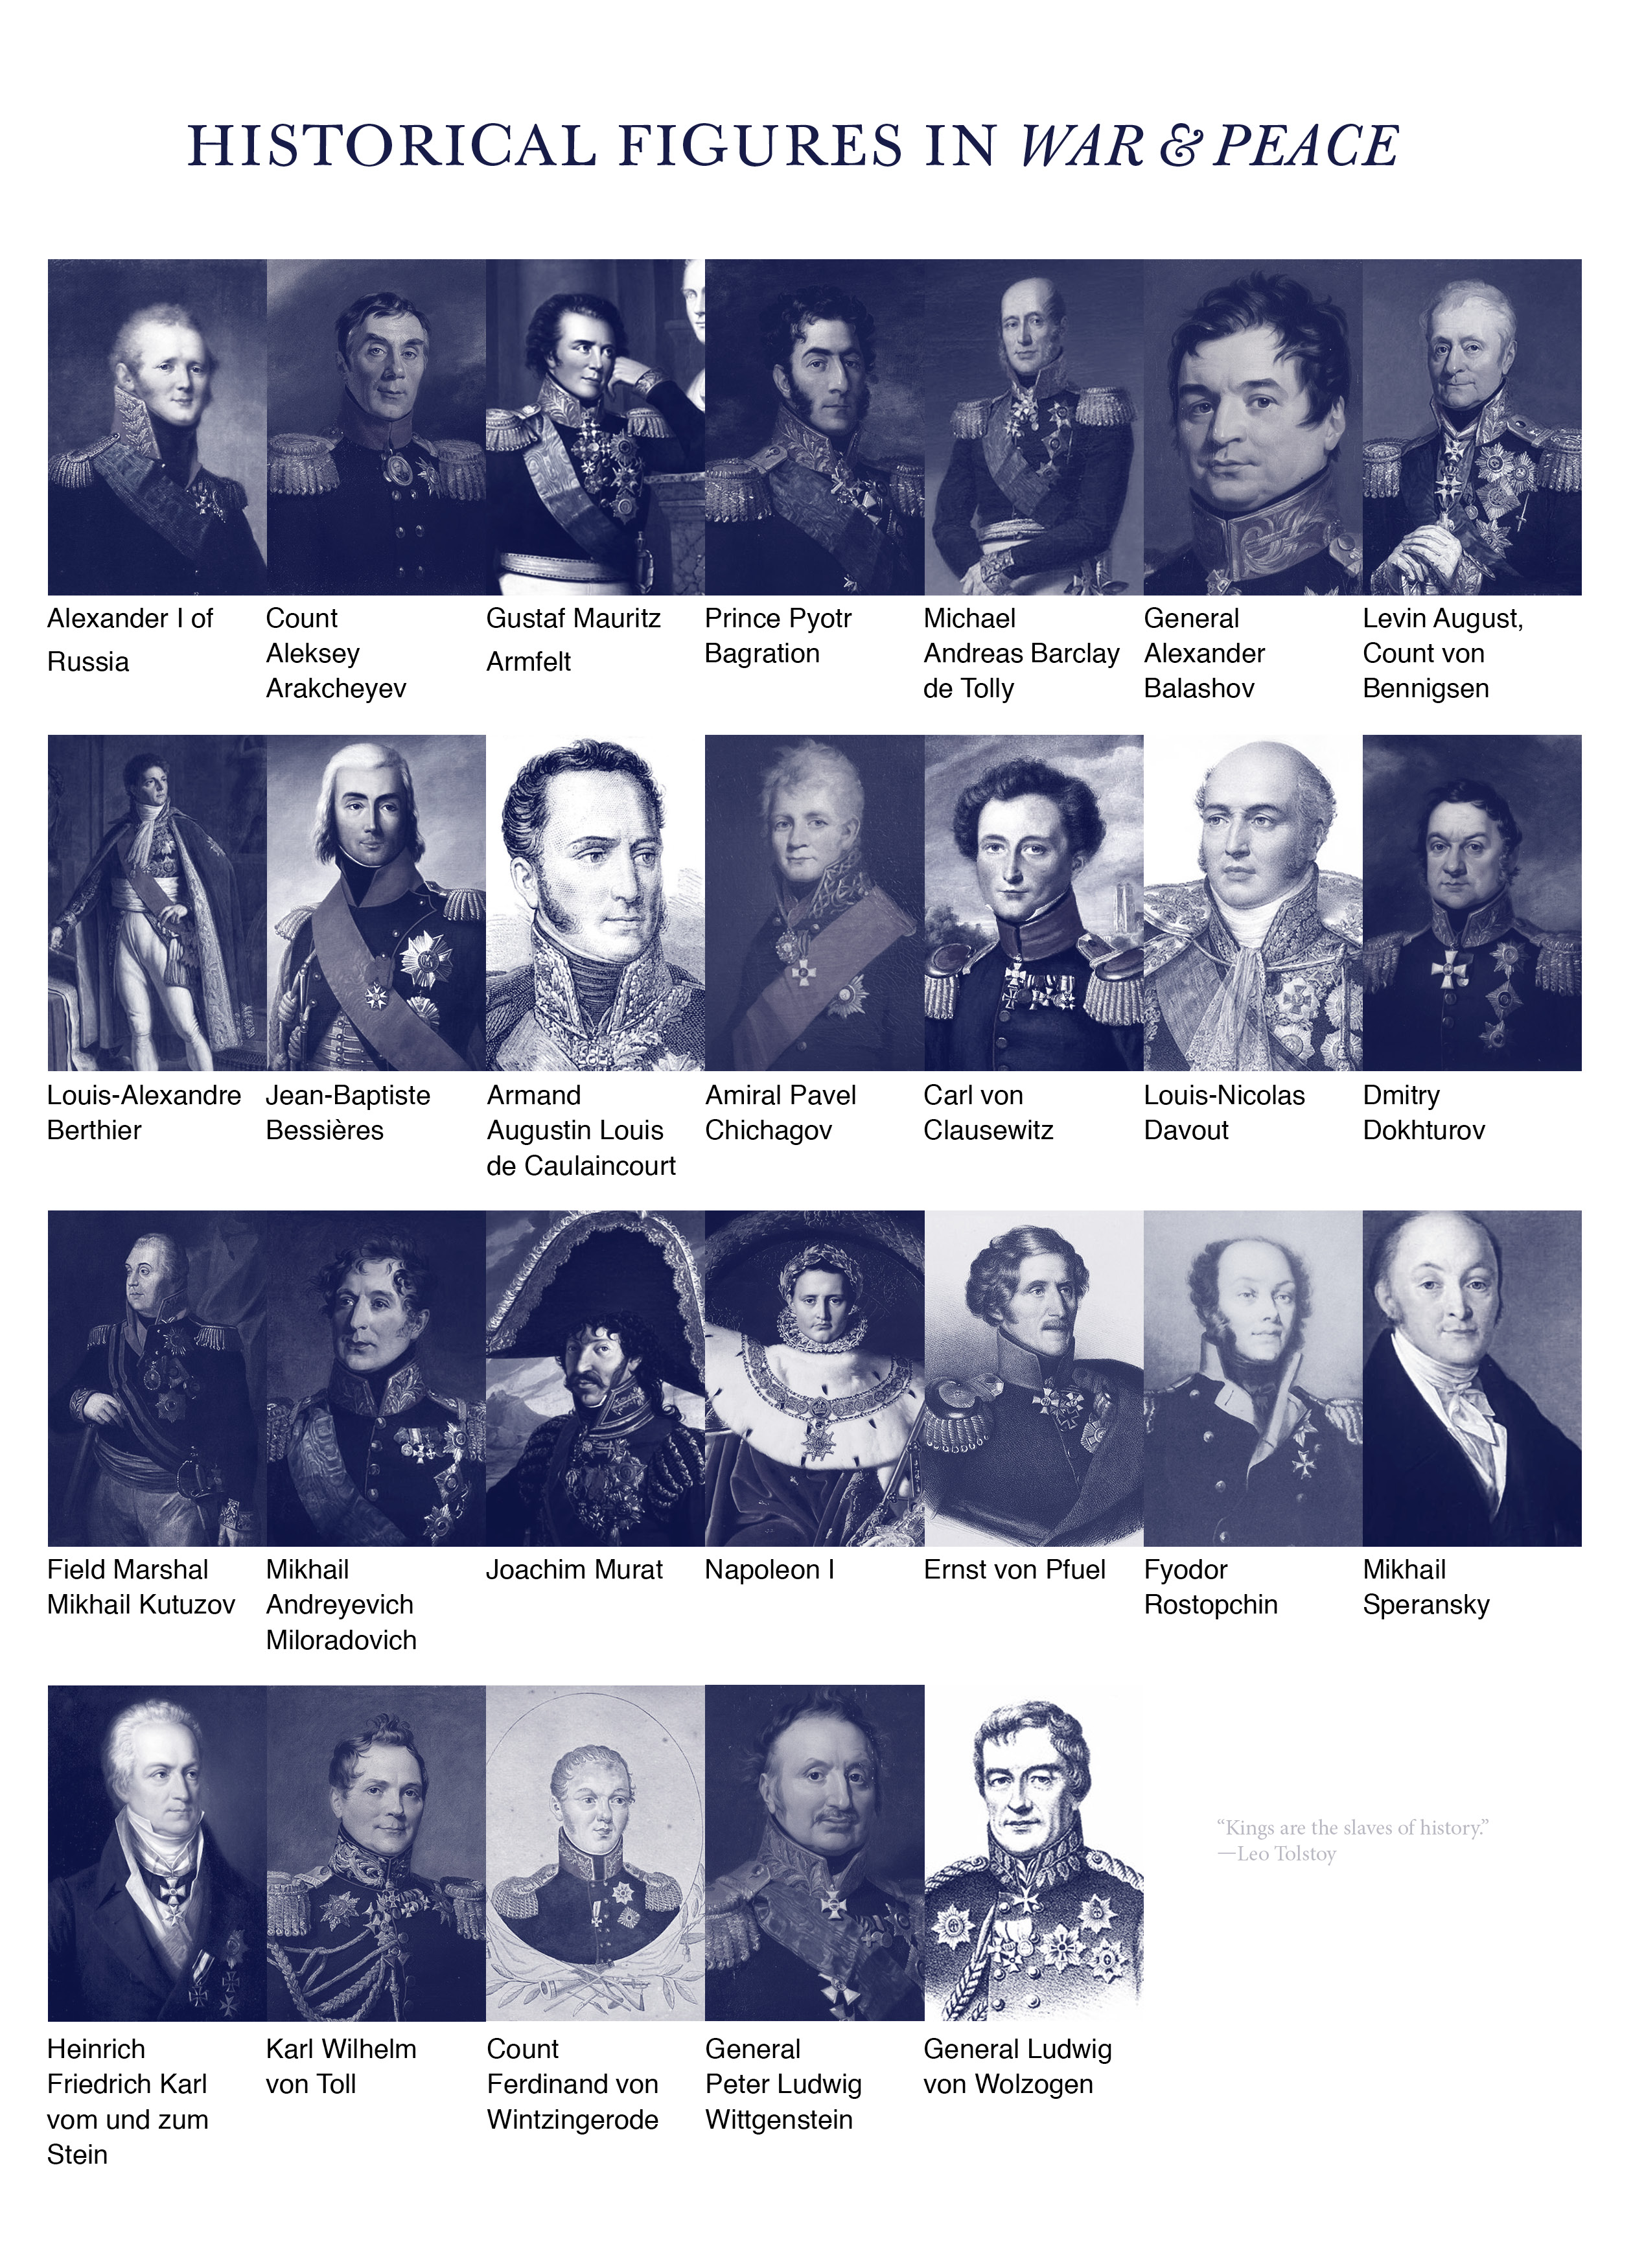 HISTORICAL FIGURES IN WAR & PEACE
Alexander I of
Russia
Count
Aleksey
Arakcheyev
Gustaf Mauritz
Armfelt
Prince Pyotr
Bagration
Michael
Andreas Barclay
de Tolly
General
Alexander
Balashov
Levin August,
Count von
Bennigsen
Louis-Alexandre
Berthier
Jean-Baptiste
Bessières
Armand
Augustin Louis
de Caulaincourt
Amiral Pavel
Chichagov
Carl von
Clausewitz
Louis-Nicolas
Davout
Dmitry
Dokhturov
Field Marshal
Mikhail Kutuzov
Mikhail
Andreyevich
Miloradovich
Joachim Murat
Napoleon I
Ernst von Pfuel
Fyodor
Rostopchin
Mikhail
Speransky
Heinrich
Friedrich Karl
vom und zum
Stein
Karl Wilhelm
von Toll
Count
Ferdinand von
Wintzingerode
General
Peter Ludwig
Wittgenstein
General Ludwig
von Wolzogen
“Kings are the slaves of history.”
—Leo Tolstoy